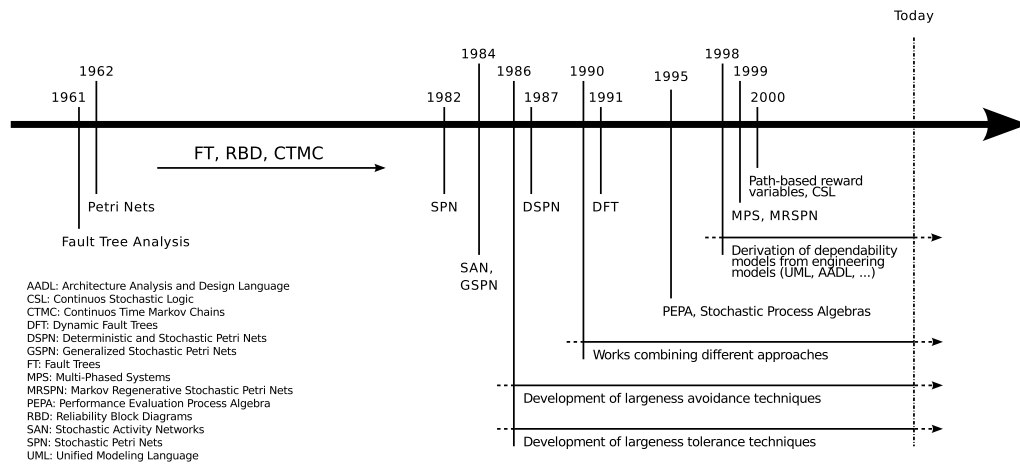 Today
1984
1998
1962
1986
1990
1995
1999
1961
1982
1987
1991
2000
FT, RBD, CTMC
Path-based reward
variables, CSL
Petri Nets
SPN
DSPN
DFT
MPS, MRSPN
Fault Tree Analysis
Derivation of dependability
models from engineering
models (UML, AADL, ...)
SAN,
GSPN
PEPA, Stochastic Process Algebras
Works combining different approaches
Development of largeness avoidance techniques
Development of largeness tolerance techniques
AADL: Architecture Analysis and Design Language
CSL: Continuos Stochastic Logic
CTMC: Continuos Time Markov Chains
DFT: Dynamic Fault Trees
DSPN: Deterministic and Stochastic Petri Nets
GSPN: Generalized Stochastic Petri Nets
FT: Fault Trees
MPS: Multi-Phased Systems
MRSPN: Markov Regenerative Stochastic Petri Nets
PEPA: Performance Evaluation Process Algebra
RBD: Reliability Block Diagrams
SAN: Stochastic Activity Networks
SPN: Stochastic Petri Nets
UML: Unified Modeling Language